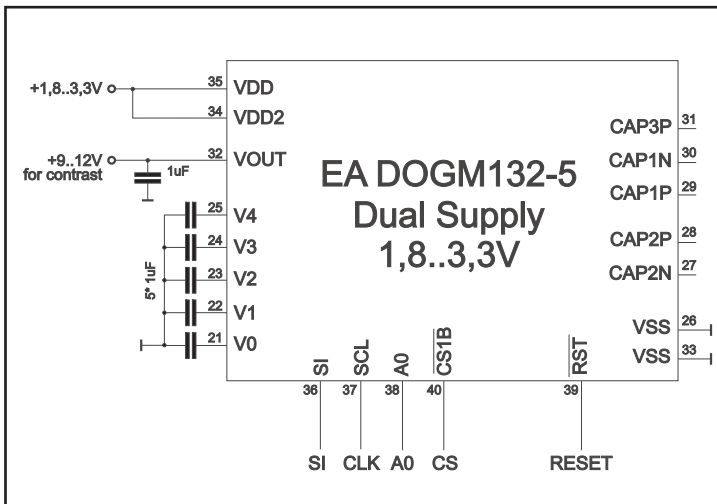 +1,8..3,3V
35 VDD
34 VDD2
+9..12V
for contrast
32 VOUT
1uF
25 V4
24 V3
23 V2
22 V1
21 V0
5* 1uF
EA DOGM132-5
Dual Supply
1,8..3,3V
CAP3P 31
CAP1N 30
CAP1P 29
CAP2P 28
CAP2N 27
VSS 26
VSS 33
SI SCL A0 CS1B RST
36 37 38 40 39
SI CLK A0 CS RESET